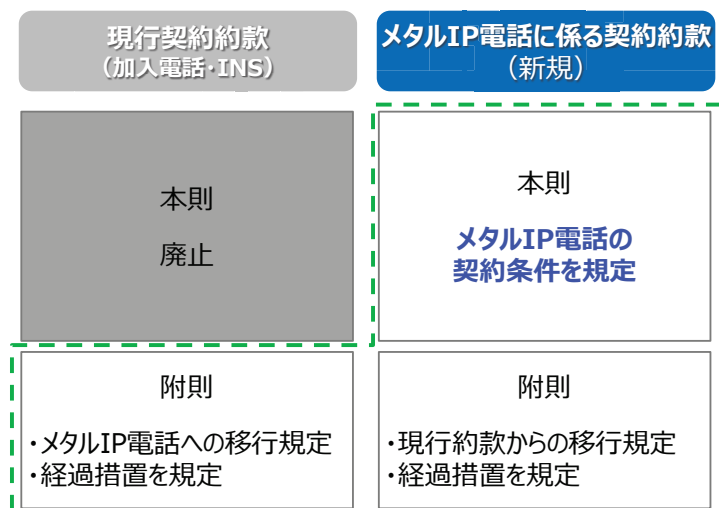 現行契約約款
（加入電話・INS）
メタルIP電話に係る契約約款
（新規）
本則
廃止
本則
メタルIP電話の
契約条件を規定
附則
・メタルIP電話への移行規定
・経過措置を規定
附則
・現行約款からの移行規定
・経過措置を規定